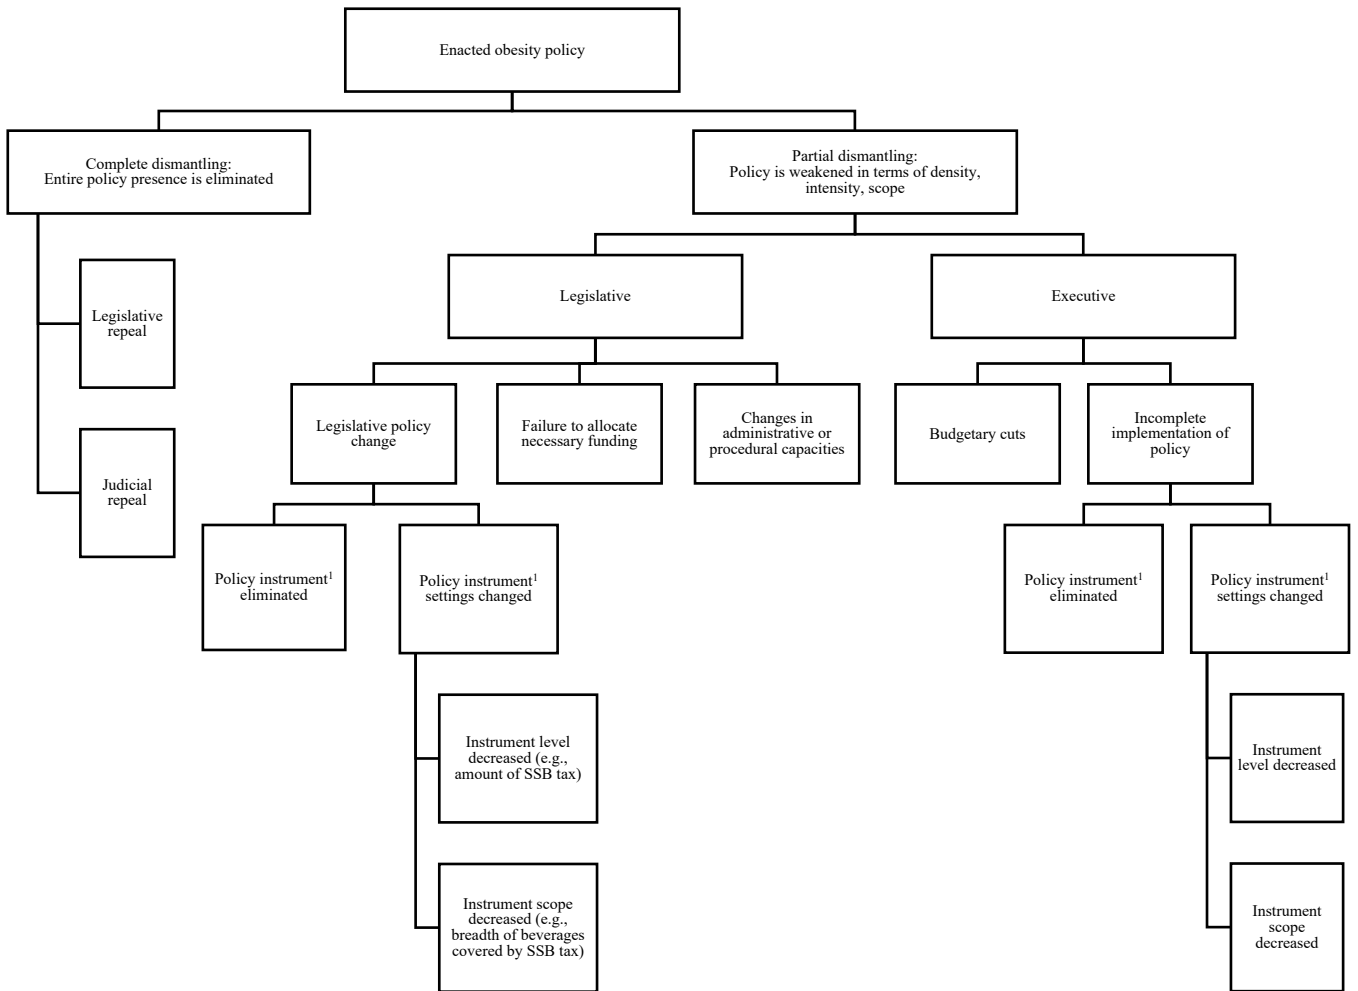 Enacted obesity policy
Complete dismantling:
Entire policy presence is eliminated
Partial dismantling:
Policy is weakened in terms of density,
intensity, scope
Legislative
repeal
Judicial
repeal
Legislative
Executive
Legislative policy
change
Failure to allocate
necessary funding
Changes in
administrative or
procedural capacities
Budgetary cuts
Incomplete
implementation of
policy
Policy instrument¹
eliminated
Policy instrument¹
settings changed
Policy instrument¹
eliminated
Policy instrument¹
settings changed
Instrument level
decreased (e.g.,
amount of SSB tax)
Instrument scope
decreased (e.g.,
breadth of beverages
covered by SSB tax)
Instrument
level decreased
Instrument
scope
decreased